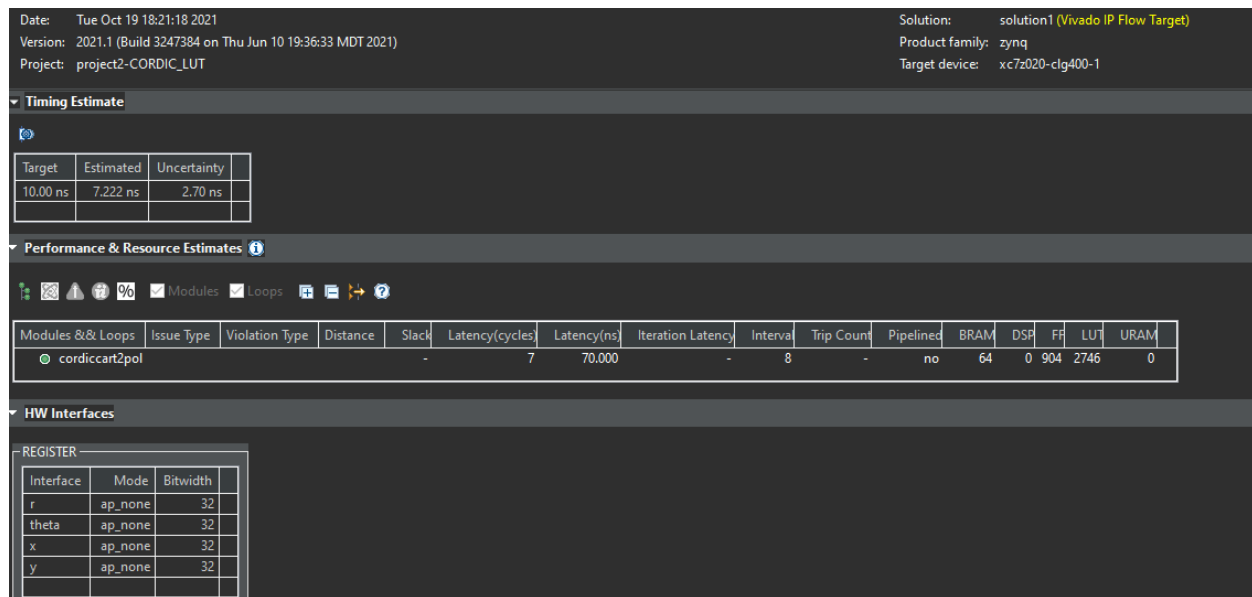 Date: Tue Oct 19 18:21:18 2021 Solution: solution1 (Vivado IP Flow Target)
Version: 2021.1 (Build 3247384 on Thu Jun 10 19:36:33 MDT 2021) Product family: zynq
Project: project2-CORDIC_LUT Target device: xc7z020-clg400-1
Timing Estimate
Target Estimated Uncertainty
10.00 ns 7.222 ns 2.70 ns
Performance & Resource Estimates
% Modules Loops
Modules && Loops Issue Type Violation Type Distance Slack Latency(cycles) Latency(ns) Iteration Latency Interval Trip Count Pipelined BRAM DSP FF LUT URAM
cordiccart2pol - 7 70.000 - 8 - no 64 0 904 2746 0
HW Interfaces
REGISTER
Interface Mode Bitwidth
r ap_none 32
theta ap_none 32
x ap_none 32
y ap_none 32